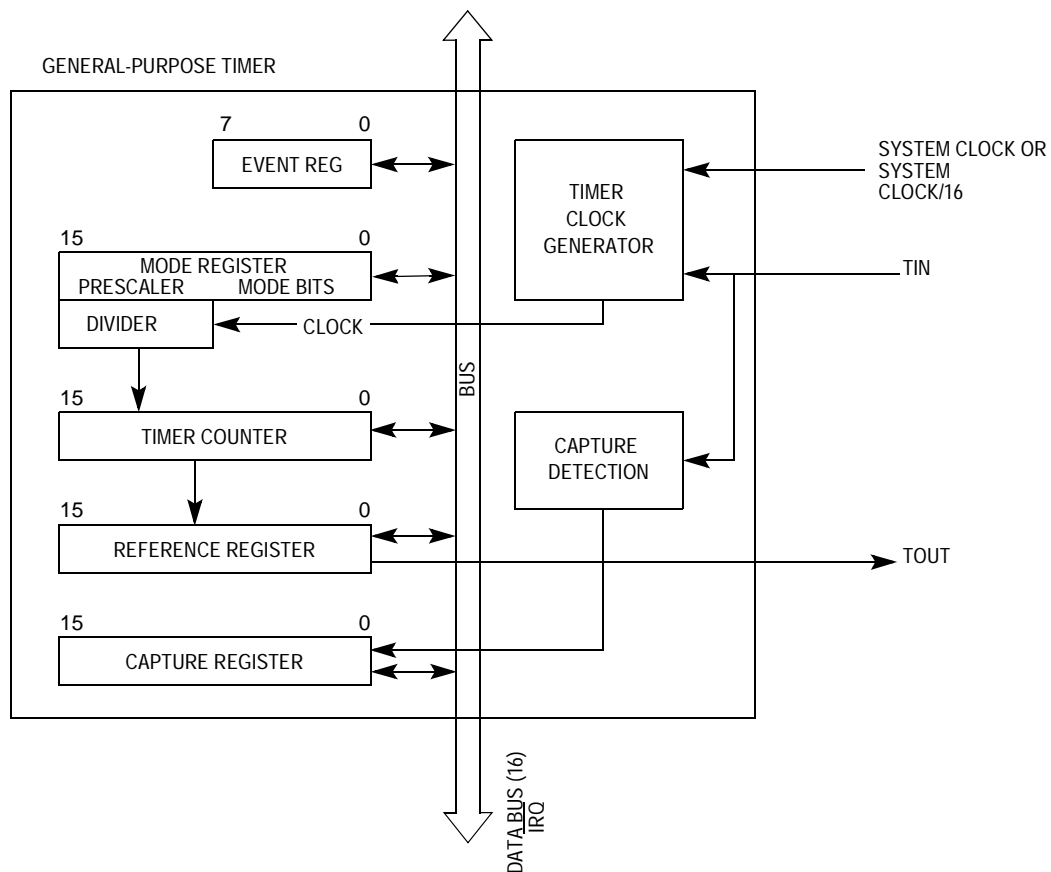 GENERAL-PURPOSE TIMER
7 0
EVENT REG
TIMER
CLOCK
GENERATOR
SYSTEM CLOCK OR
SYSTEM
CLOCK/16
TIN
15 0
MODE REGISTER
PRESCALER MODE BITS
DIVIDER
CLOCK
BUS
15 0
TIMER COUNTER
CAPTURE
DETECTION
15 0
REFERENCE REGISTER
TOUT
15 0
CAPTURE REGISTER
DATA BUS (16)
IRQ